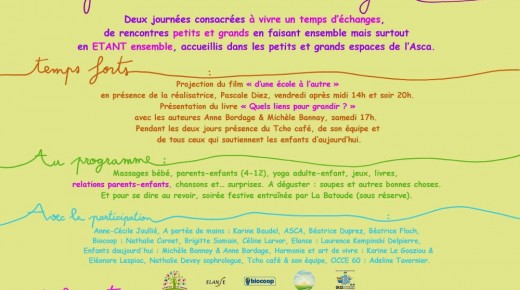 Deux journées consacrées à vivre un temps d'échanges,
de rencontres petits et grands en faisant ensemble mais surtout
en ETANT ensemble, accueillis dans les petits et grands espaces de l'Asca.
temps forts :
Projection du film « d'une école à l'autre »
en présence de la réalisatrice, Pascale Diez, vendredi après midi 14h et soir 20h.
Présentation du livre « Quels liens pour grandir ? »
avec les auteures Anne Bordage & Michèle Bannay, samedi 17h.
Pendant les deux jours présence du Tcho café, de son équipe et
de tous ceux qui soutiennent les enfants d'aujourd'hui.
Au programme :
Massages bébé, parents-enfants (4-12), yoga adulte-enfant, jeux, livres,
relations parents-enfants, chansons et... surprises. A déguster : soupes et autres bonnes choses.
Et pour se dire au revoir, soirée festive entraînée par La Batoude (sous réserve).
Avec la participation :
Anne-Cécile Jouillé, A portée de mains : Karine Baudel, ASCA, Béatrice Duprez, Béatrice Floch,
Biocoop : Nathalie Carnet, Brigitte Somain, Céline Larvor, Elanse : Laurence Kempinski Delpierre,
Enfants daujourd'hui : Michèle Bannay & Anne Bordage, Harmonie et art de vivre : Karine Le Goaziou &
Eléonore Lespiac, Nathalie Devey sophrologue, Tcho café & son équipe, OCCE 60 : Adeline Tavernier.
biocoop